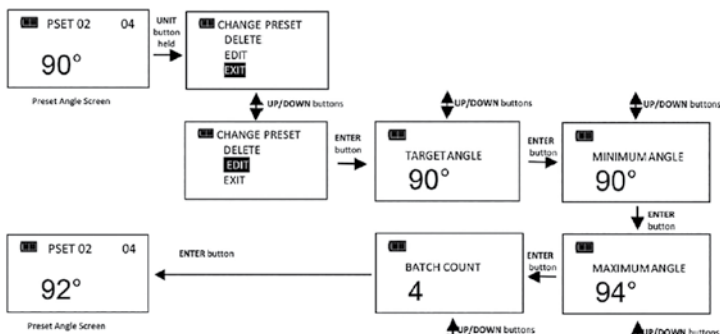 PSET 02 04
90°
Preset Angle Screen
UNIT
button
held
CHANGE PRESET
DELETE
EDIT
EXIT
UP/DOWN buttons
UP/DOWN buttons
UP/DOWN buttons
CHANGE PRESET
DELETE
EDIT
EXIT
ENTER
button
TARGET ANGLE
90°
ENTER
button
MINIMUM ANGLE
90°
ENTER
button
PSET 02 04
92°
Preset Angle Screen
ENTER button
BATCH COUNT
4
ENTER
button
MAXIMUM ANGLE
94°
UP/DOWN buttons
UP/DOWN buttons